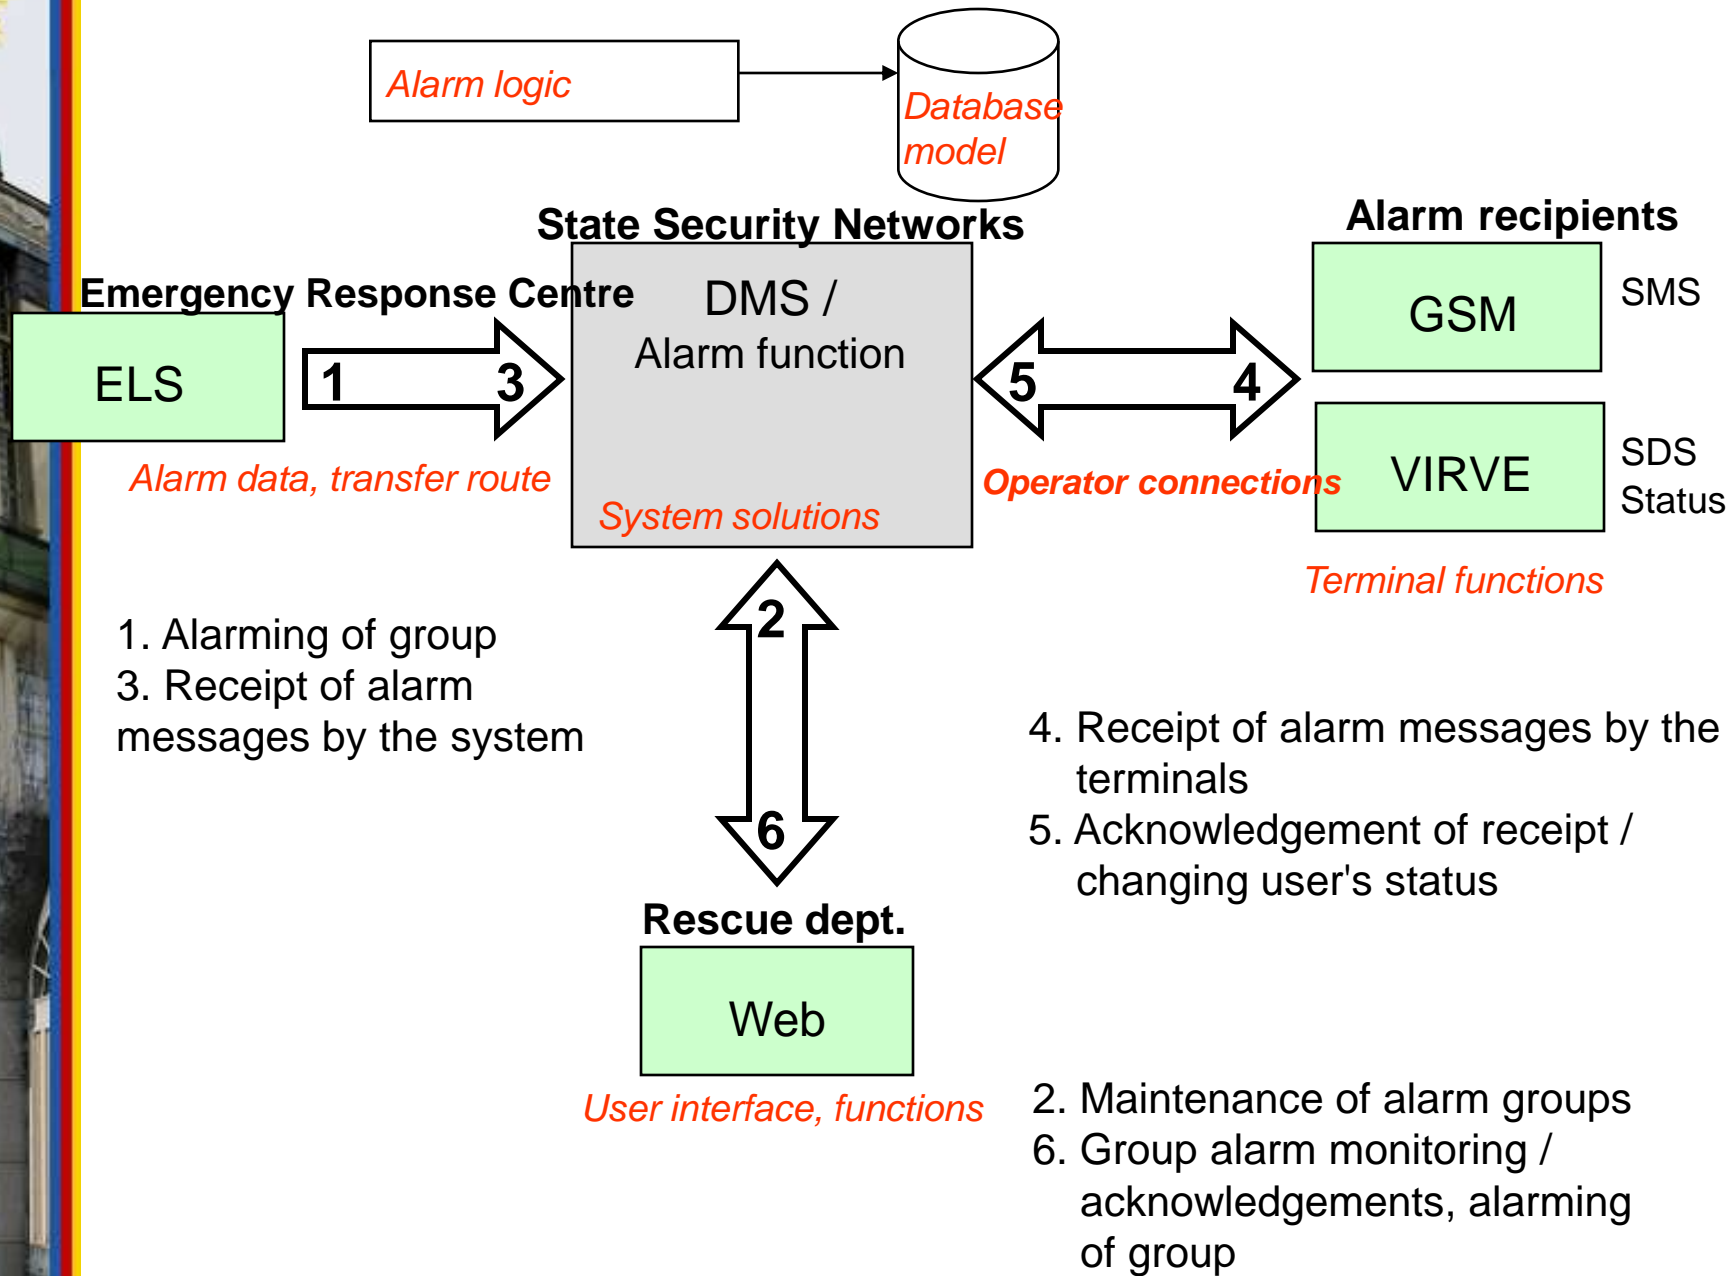 Alarm logic
Database
model
State Security Networks
Alarm recipients
Emergency Response Centre
DMS /
Alarm function
GSM
SMS
ELS
1
3
5
4
VIRVE
SDS
Status
Alarm data, transfer route
System solutions
Operator connections
Terminal functions
1. Alarming of group
3. Receipt of alarm
messages by the system
2
6
4. Receipt of alarm messages by the
terminals
5. Acknowledgement of receipt /
changing user's status
Rescue dept.
Web
User interface, functions
2. Maintenance of alarm groups
6. Group alarm monitoring /
acknowledgements, alarming
of group